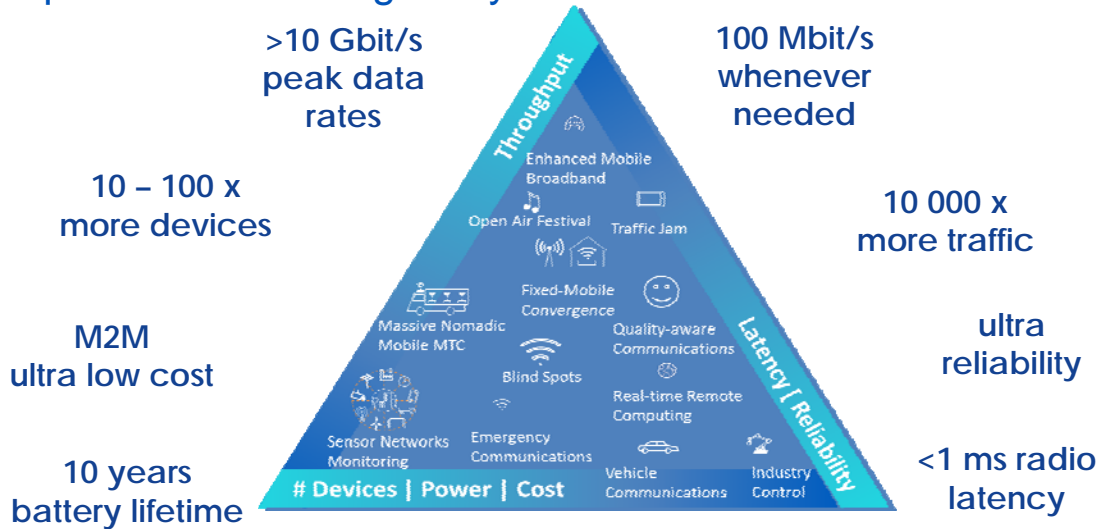 >10 Gbit/s
peak data
rates
100 Mbit/s
whenever
needed
Throughput
Enhanced Mobile
Broadband
10 – 100 x
more devices
Open Air Festival
Traffic Jam
10 000 x
more traffic
Fixed-Mobile
Convergence
Massive Nomadic
Mobile MTC
Quality-aware
Communications
Latency | Reliability
M2M
ultra low cost
Blind Spots
ultra
reliability
Real-time Remote
Computing
Sensor Networks
Monitoring
Emergency
Communications
Vehicle
Communications
Industry
Control
10 years
battery lifetime
# Devices | Power | Cost
<1 ms radio
latency